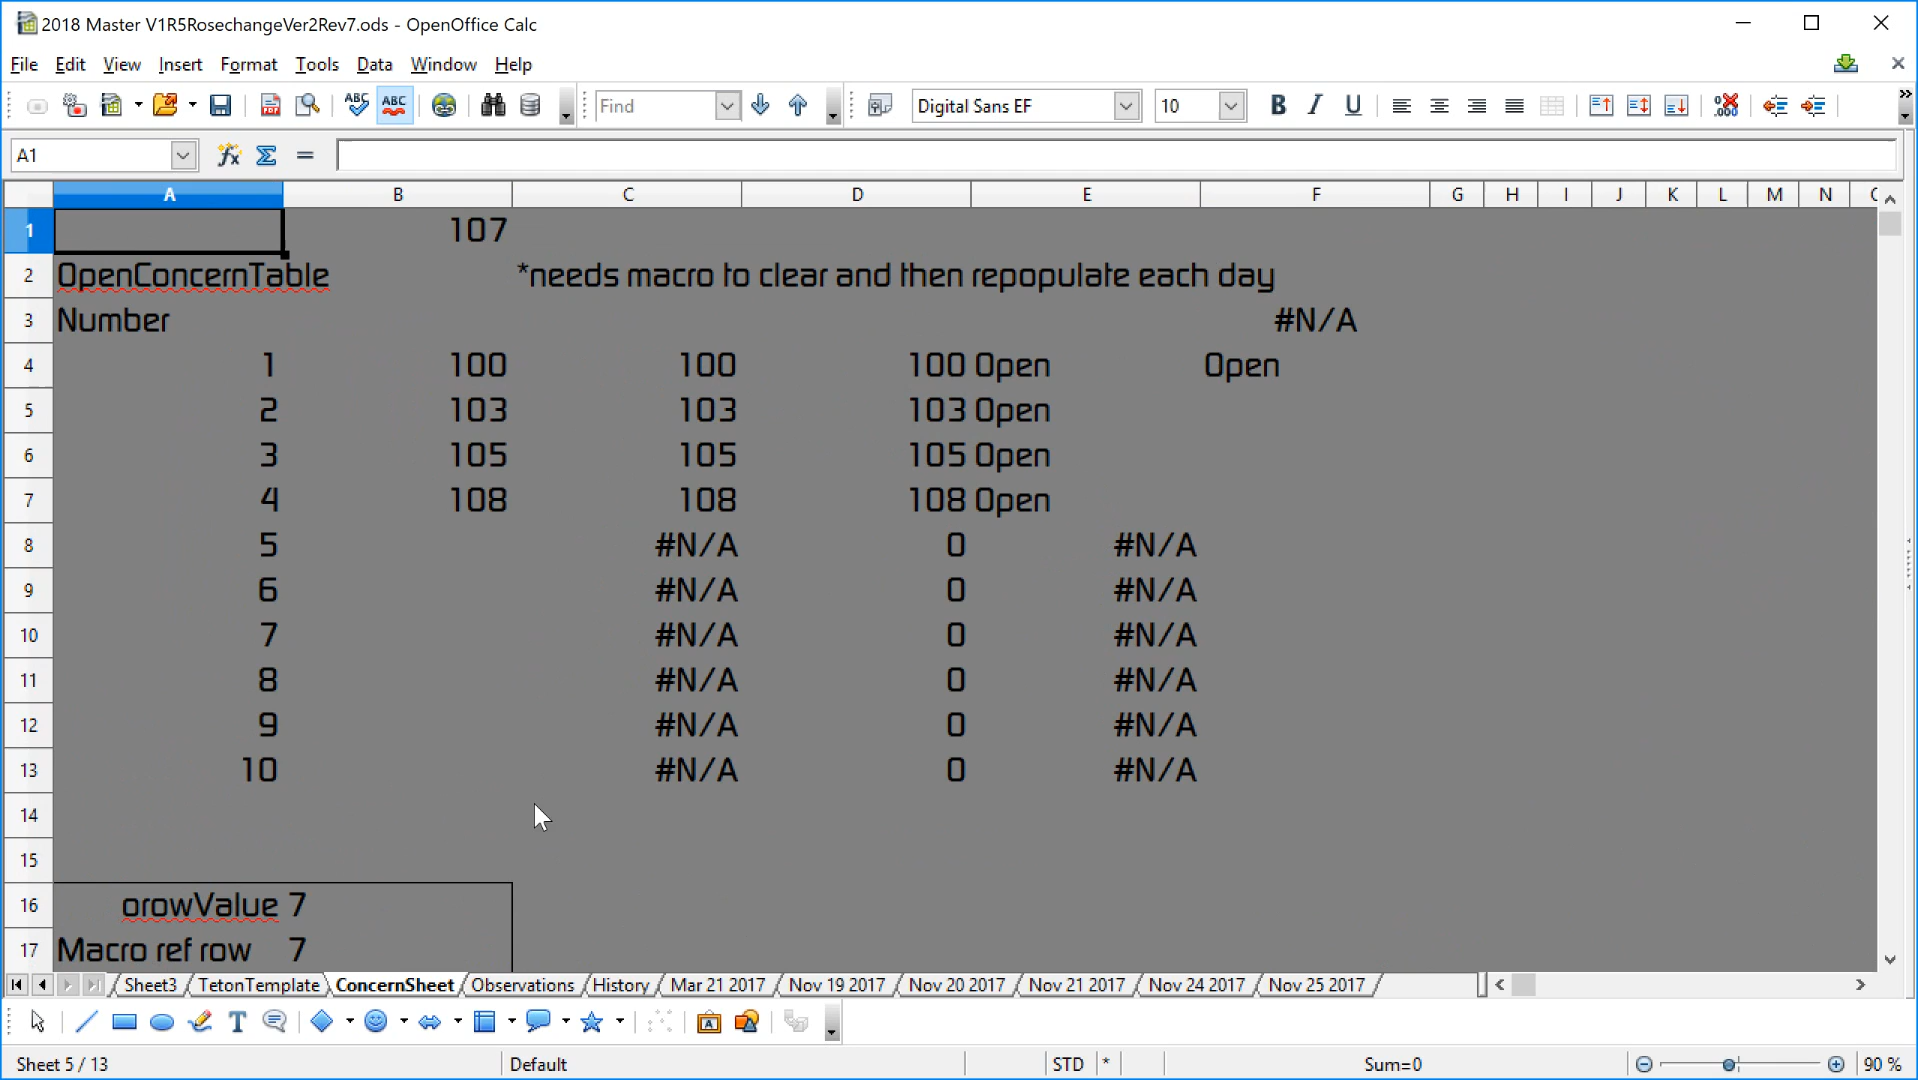 2018 Master V1R5RosechangeVer2Rev7.ods - OpenOffice Calc
File Edit View Insert Format Tools Data Window Help
ABC ABC Find Digital Sans EF 10 B I U
A1 fx Σ =
A B C D E F G H I J K L M N
1 107
2 OpenConcernTable *needs macro to clear and then repopulate each day
3 Number #N/A
4 1 100 100 100 Open Open
5 2 103 103 103 Open
6 3 105 105 105 Open
7 4 108 108 108 Open
8 5 #N/A 0 #N/A
9 6 #N/A 0 #N/A
10 7 #N/A 0 #N/A
11 8 #N/A 0 #N/A
12 9 #N/A 0 #N/A
13 10 #N/A 0 #N/A
14
15
16 orowValue 7
17 Macro ref row 7
Sheet3 TetonTemplate ConcernSheet Observations History Mar 21 2017 Nov 19 2017 Nov 20 2017 Nov 21 2017 Nov 24 2017 Nov 25 2017
Sheet 5 / 13 Default STD * Sum=0 90 %